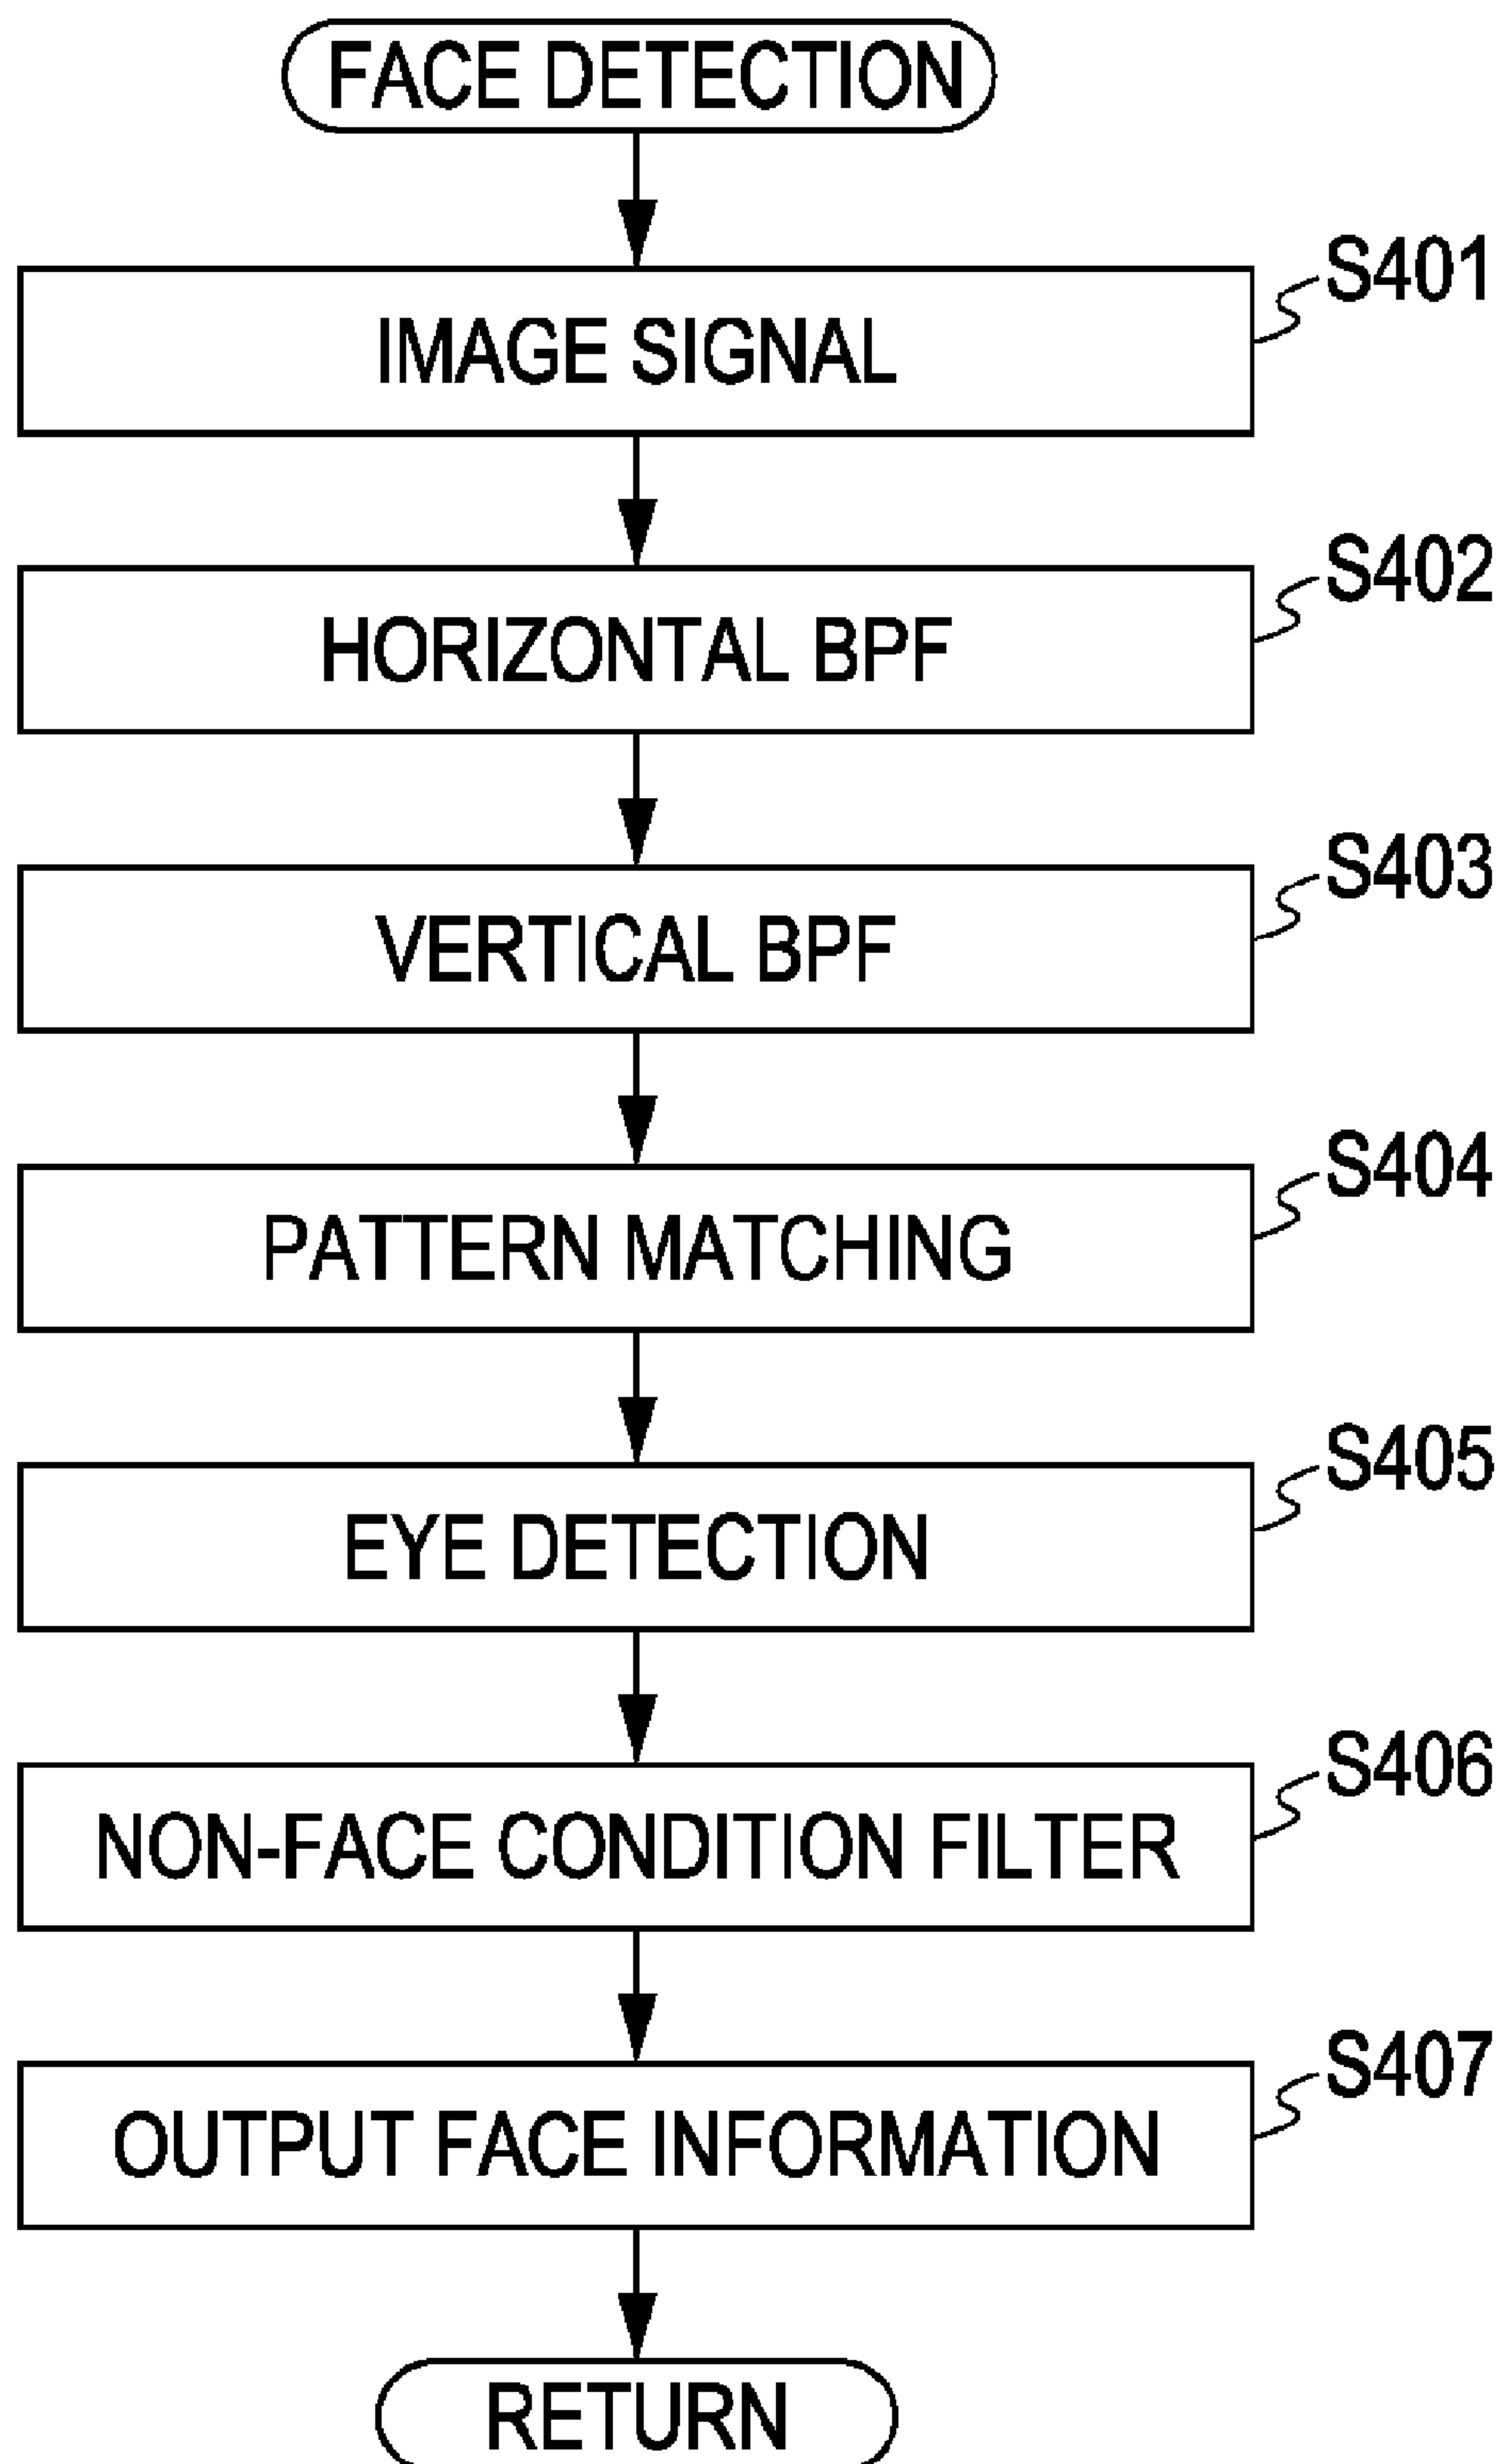 FACE DETECTION
S401
IMAGE SIGNAL
S402
HORIZONTAL BPF
S403
VERTICAL BPF
S404
PATTERN MATCHING
S405
EYE DETECTION
S406
NON-FACE CONDITION FILTER
S407
OUTPUT FACE INFORMATION
RETURN